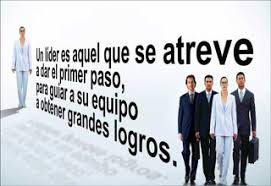 Un líder es aquel que se atreve
a dar el primer paso,
para guiar a su equipo
a obtener grandes logros.